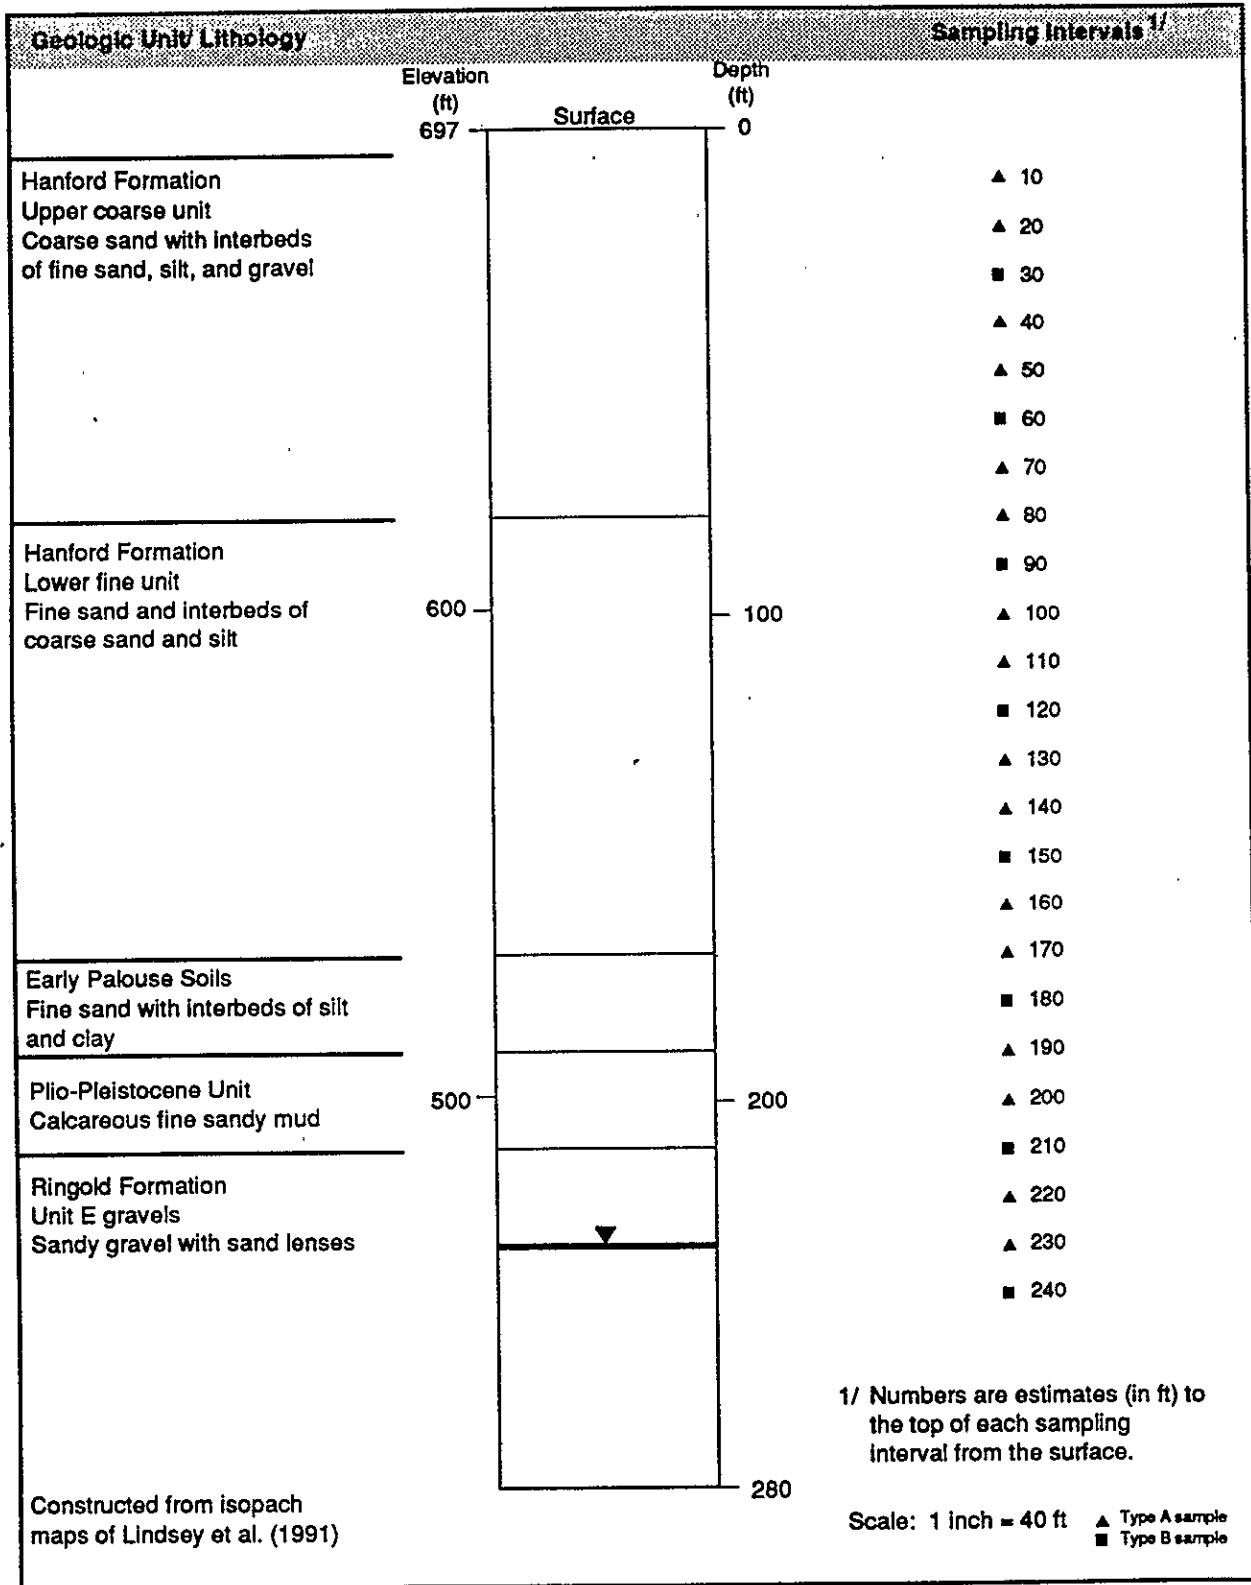 Geologic Unit/ Lithology
Sampling Intervals 1/
Elevation
(ft)
Depth
(ft)
697
Surface
0
Hanford Formation
Upper coarse unit
Coarse sand with interbeds
of fine sand, silt, and gravel
10
20
30
40
50
60
70
80
Hanford Formation
Lower fine unit
Fine sand and interbeds of
coarse sand and silt
600
100
90
100
110
120
130
140
150
160
170
Early Palouse Soils
Fine sand with interbeds of silt
and clay
180
190
Plio-Pleistocene Unit
Calcareous fine sandy mud
500
200
200
210
Ringold Formation
Unit E gravels
Sandy gravel with sand lenses
220
230
240
280
1/ Numbers are estimates (in ft) to
the top of each sampling
interval from the surface.
Constructed from isopach
maps of Lindsey et al. (1991)
Scale: 1 inch = 40 ft
▲ Type A sample
■ Type B sample